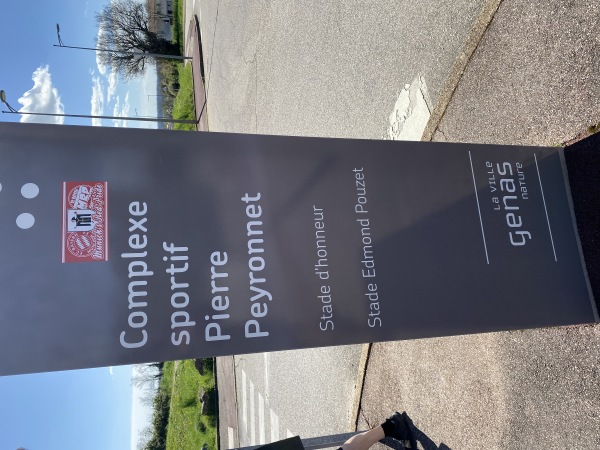 Complexe
sportif
Pierre
Peyronnet
Stade d'honneur
Stade Edmond Pouzet
LA VILLE
genas
nature